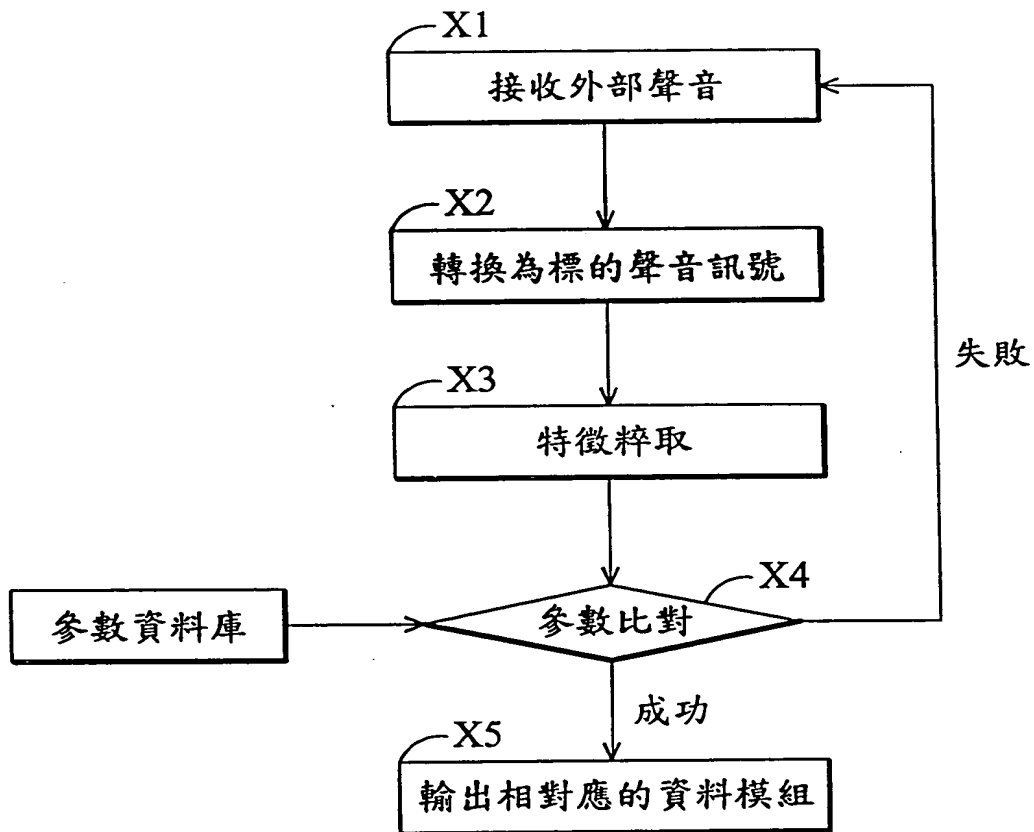 X1
接收外部聲音
X2
轉換為標的聲音訊號
X3
特徵粹取
失敗
X4
參數資料庫
參數比對
成功
X5
輸出相對應的資料模組